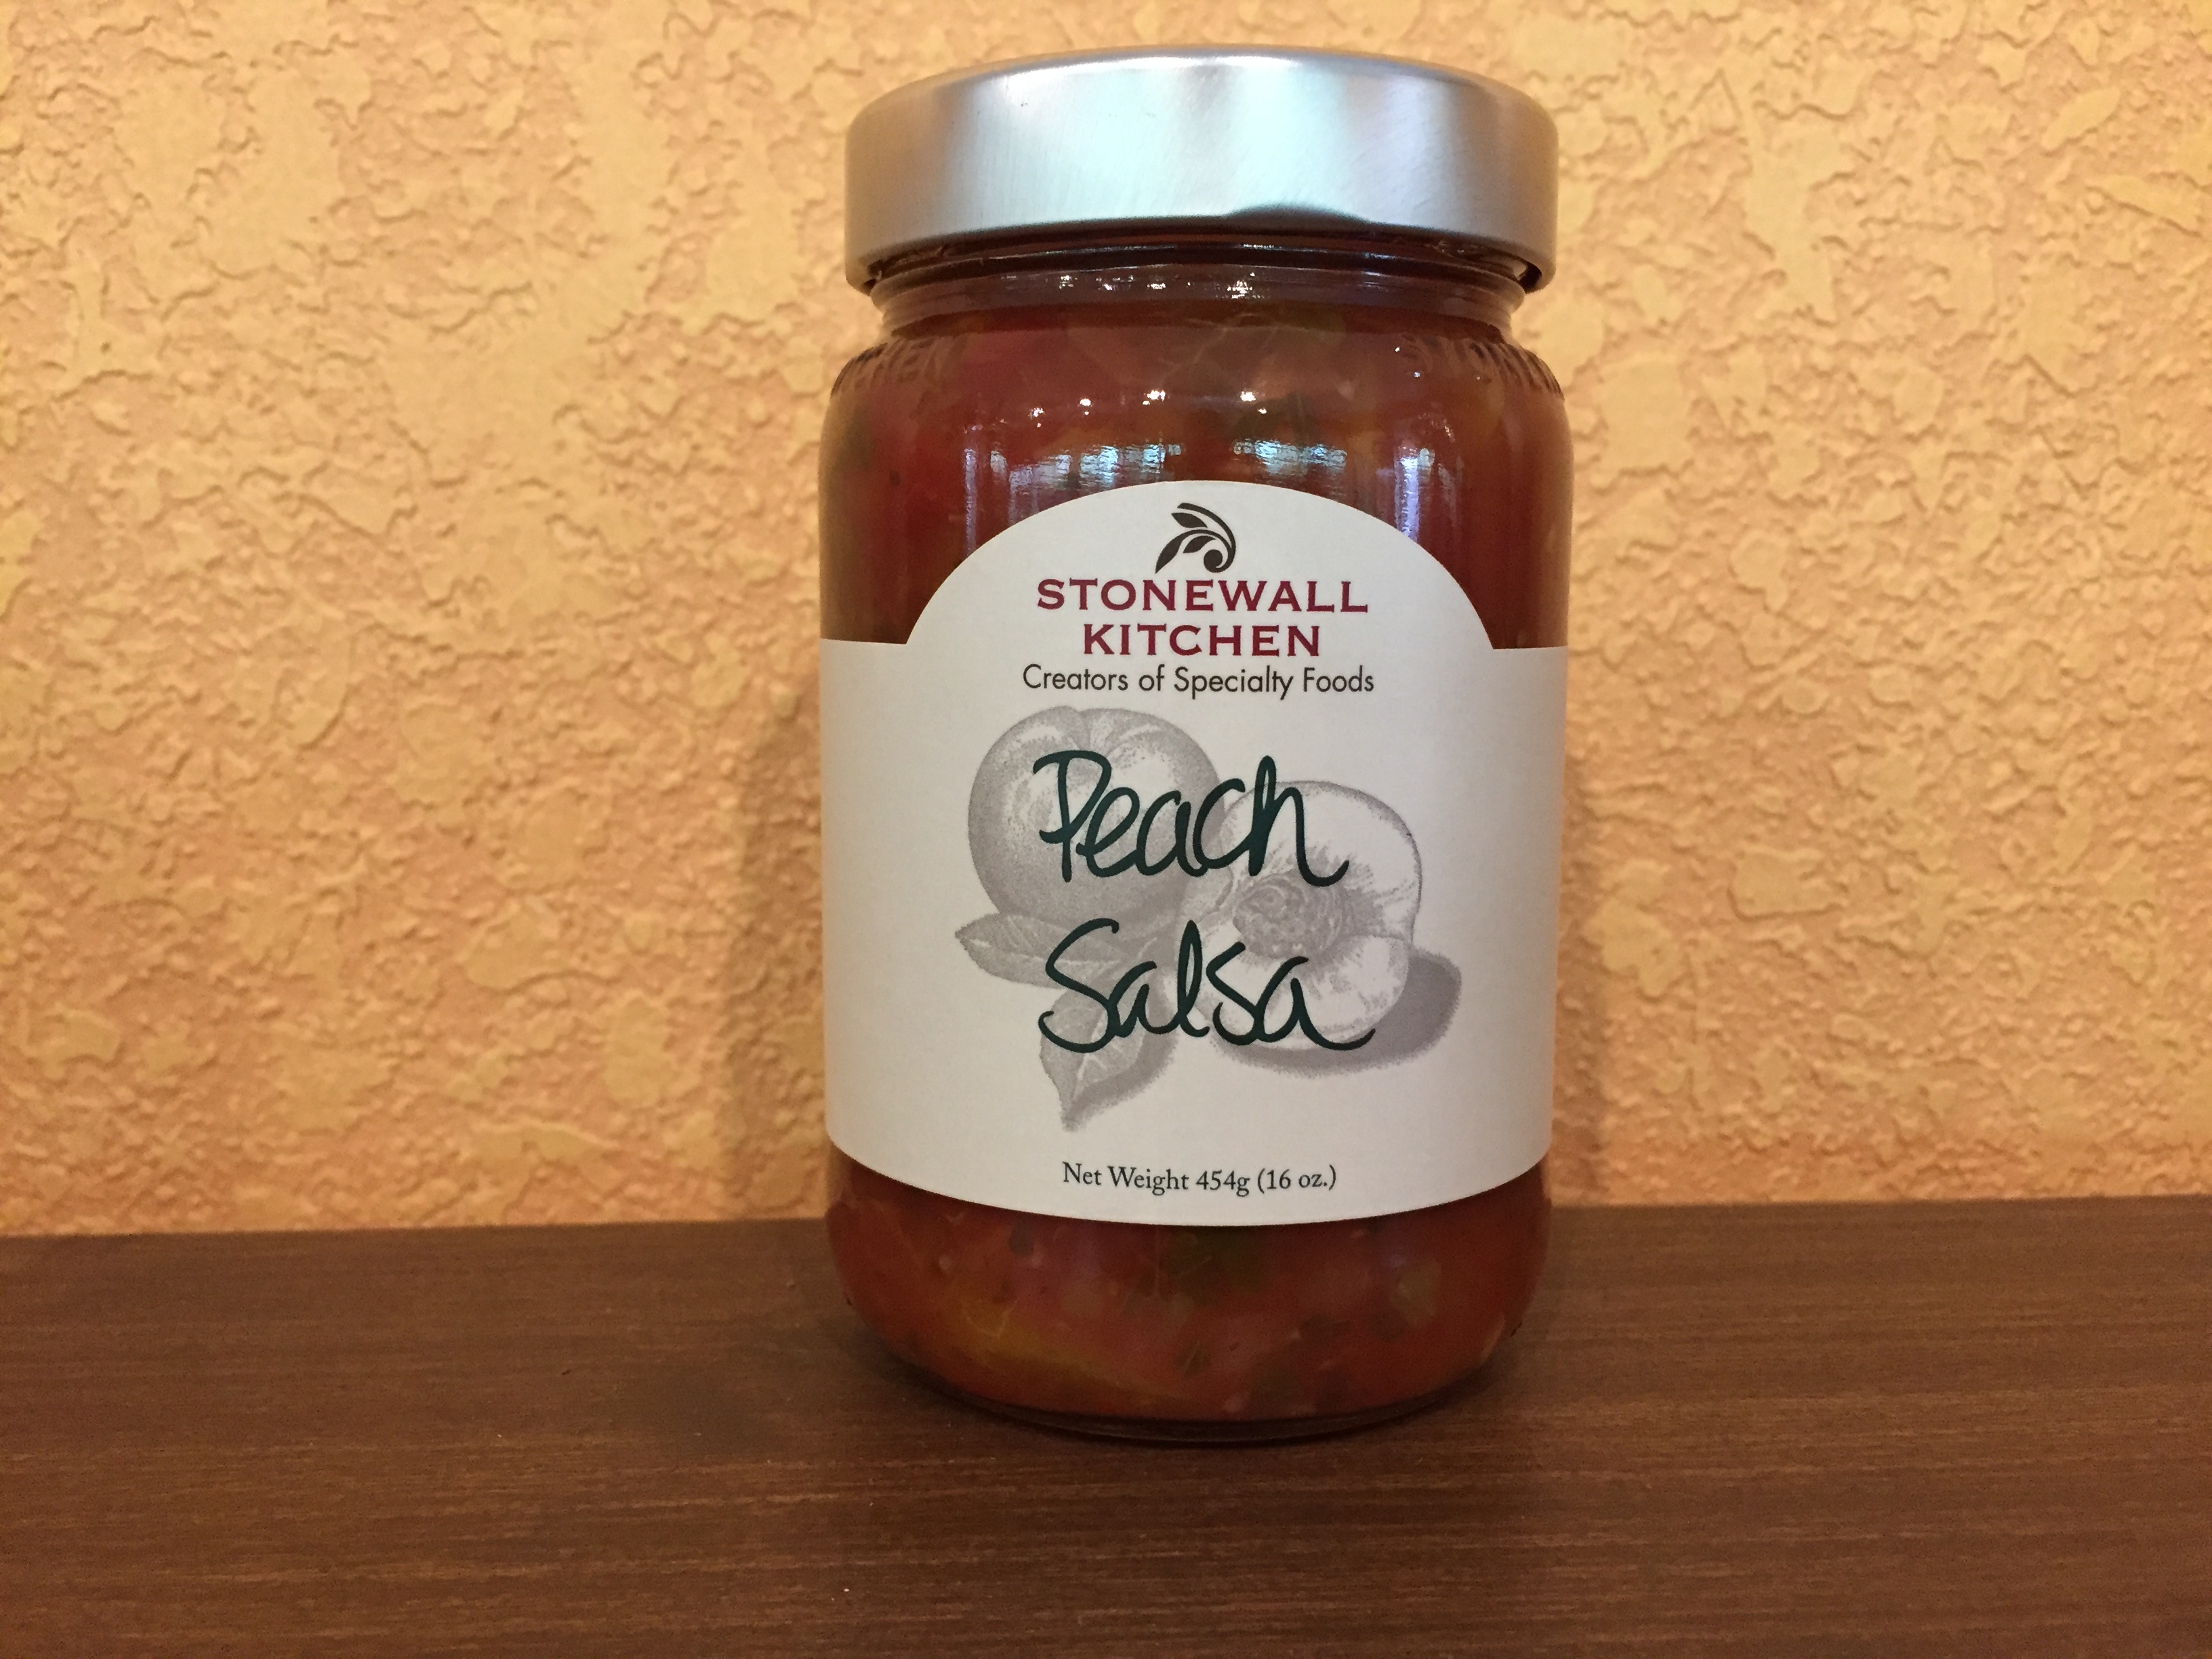 STONEWALL
KITCHEN
Creators of Specialty Foods
Peach
Salsa
Net Weight 454g (16 oz.)